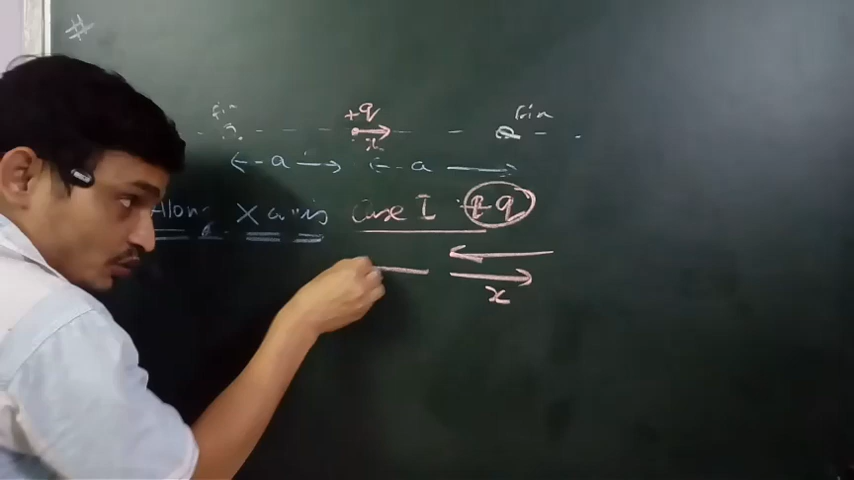 #
fix +q fix
q x q
a a
Along X axis Case I +q
x